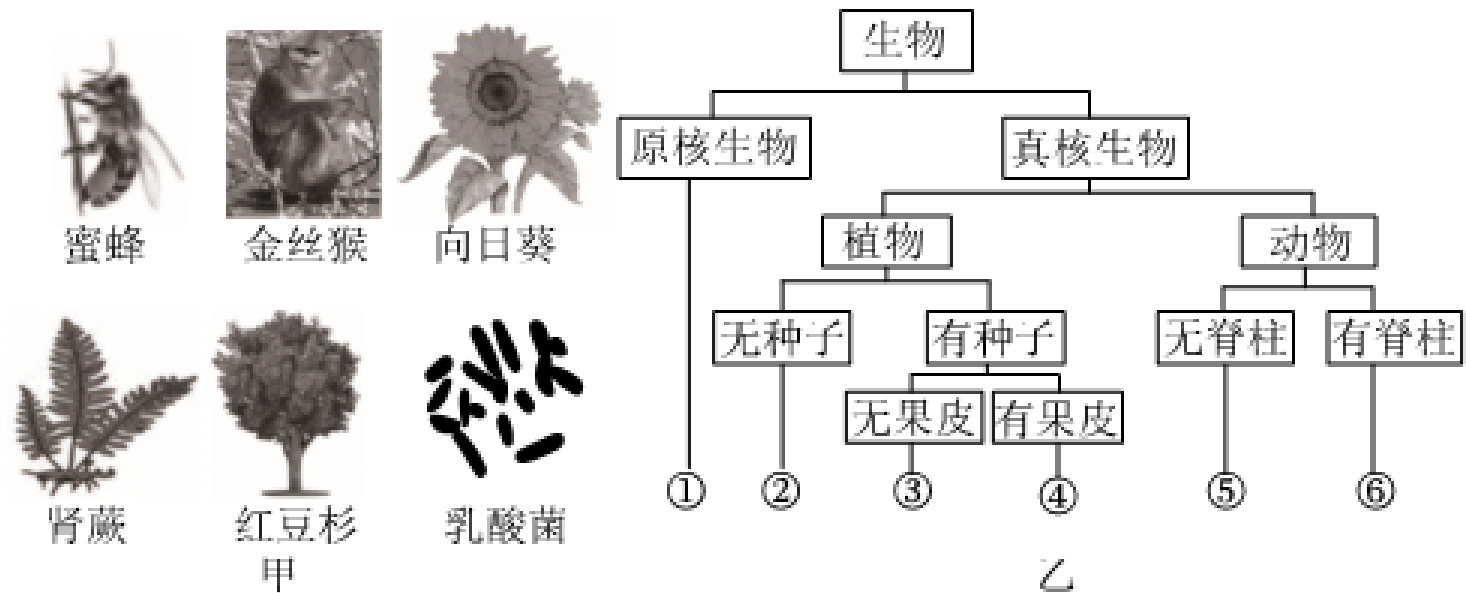 蜜蜂 金丝猴 向日葵
肾蕨 红豆杉 乳酸菌
甲
生物
原核生物 真核生物
植物 动物
无种子 有种子 无脊柱 有脊柱
无果皮 有果皮
① ② ③ ④ ⑤ ⑥
乙